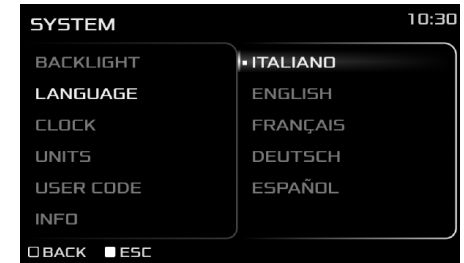 SYSTEM 10:30
BACKLIGHT
LANGUAGE
CLOCK
UNITS
USER CODE
INFO
ITALIANO
ENGLISH
FRANÇAIS
DEUTSCH
ESPAÑOL
BACK ESC